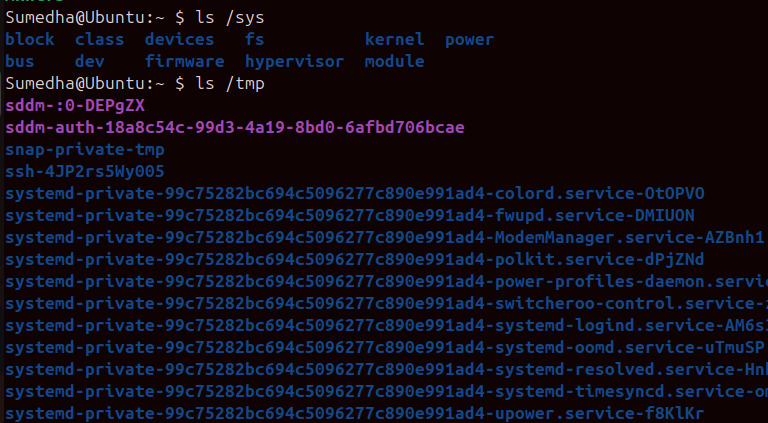 Sumedha@Ubuntu:~ $ ls /sys
block class devices fs kernel power
bus dev firmware hypervisor module
Sumedha@Ubuntu:~ $ ls /tmp
sddm-:0-DEPgZX
sddm-auth-18a8c54c-99d3-4a19-8bd0-6afbd706bcae
snap-private-tmp
ssh-4JP2rs5Wy005
systemd-private-99c75282bc694c5096277c890e991ad4-colord.service-OtOPVO
systemd-private-99c75282bc694c5096277c890e991ad4-fwupd.service-DMIUON
systemd-private-99c75282bc694c5096277c890e991ad4-ModemManager.service-AZBnh1
systemd-private-99c75282bc694c5096277c890e991ad4-polkit.service-dPjZNd
systemd-private-99c75282bc694c5096277c890e991ad4-power-profiles-daemon.servic
systemd-private-99c75282bc694c5096277c890e991ad4-switcheroo-control.service-
systemd-private-99c75282bc694c5096277c890e991ad4-systemd-logind.service-AM6s
systemd-private-99c75282bc694c5096277c890e991ad4-systemd-oomd.service-uTmuSP
systemd-private-99c75282bc694c5096277c890e991ad4-systemd-resolved.service-Hn
systemd-private-99c75282bc694c5096277c890e991ad4-systemd-timesyncd.service-o
systemd-private-99c75282bc694c5096277c890e991ad4-upower.service-f8KlKr